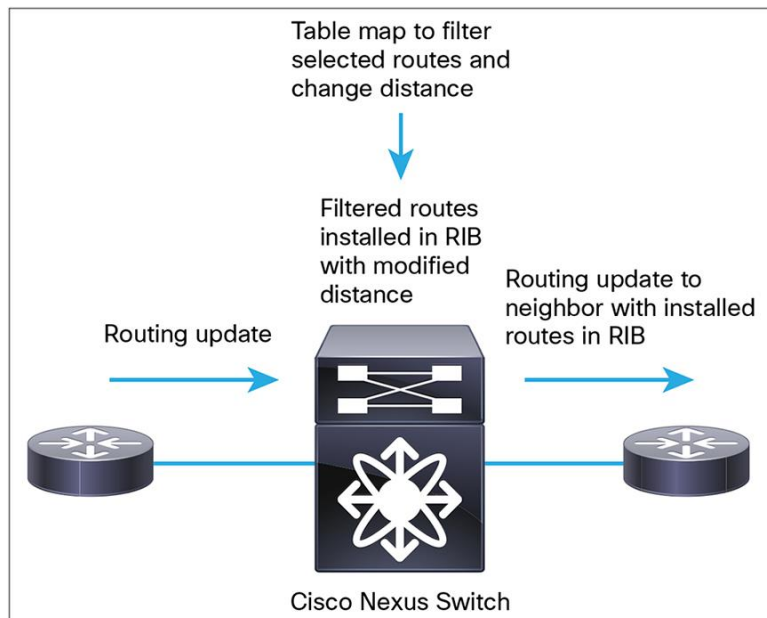 Table map to filter
selected routes and
change distance
Filtered routes
installed in RIB
with modified
distance
Routing update
Routing update to
neighbor with installed
routes in RIB
Cisco Nexus Switch